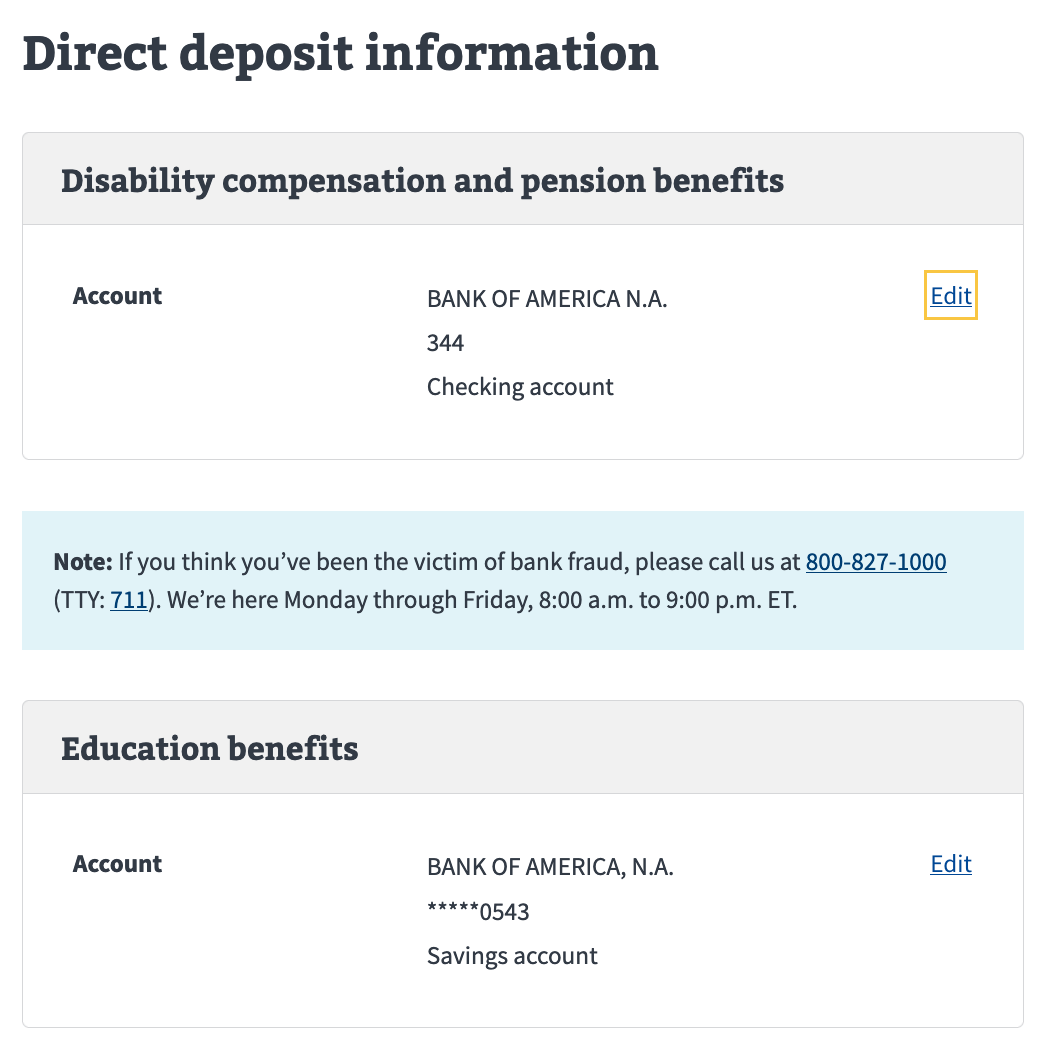 Direct deposit information
Disability compensation and pension benefits
Account
BANK OF AMERICA N.A.
Edit
344
Checking account
Note: If you think you’ve been the victim of bank fraud, please call us at 800-827-1000
(TTY: 711). We’re here Monday through Friday, 8:00 a.m. to 9:00 p.m. ET.
Education benefits
Account
BANK OF AMERICA, N.A.
Edit
*****0543
Savings account